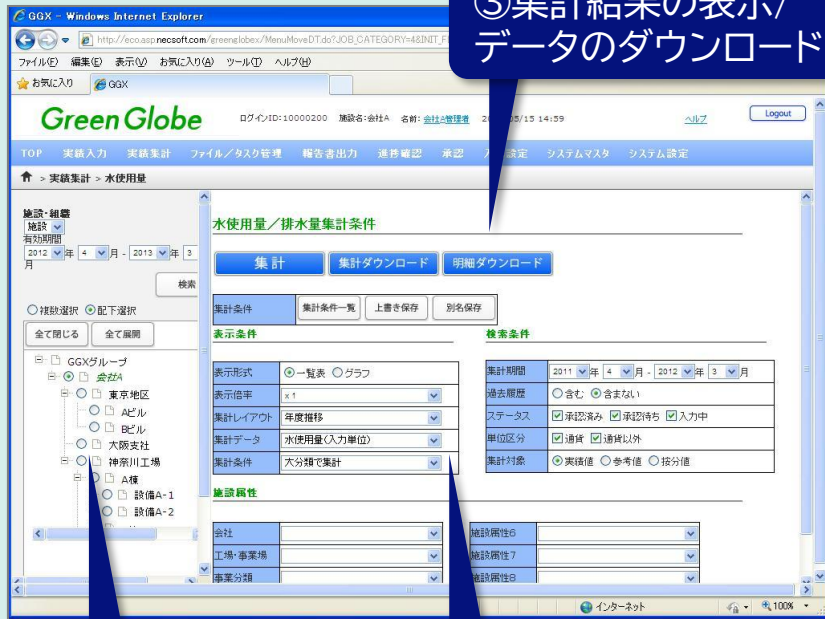 GGX - Windows Internet Explorer
③集計結果の表示/
データのダウンロード
http://eco.asp.necsoft.com/greenglobex/MenuMoveDT.do?JOB_CATEGORY=4&INIT_F
ファイル(F) 編集(E) 表示(V) お気に入り(A) ツール(T) ヘルプ(H)
お気に入り GGX
Green Globe
ログインID:10000200 施設名:会社A 名前: 会社A管理者 05/15 14:59 ヘルプ Logout
TOP 実績入力 実績集計 ファイル/タスク管理 報告書出力 進捗確認 承認 設定 システムマスタ システム設定
> 実績集計 > 水使用量
施設・組織
施設
有効期間
2012 年 4 月 - 2013 年 3
月
検索
○複数選択 ◉配下選択
全て閉じる 全て展開
GGXグループ
会社A
東京地区
Aビル
Bビル
大阪支社
神奈川工場
A棟
設備A-1
設備A-2
水使用量/排水量集計条件
集計 集計ダウンロード 明細ダウンロード
集計条件 集計条件一覧 上書き保存 別名保存
表示条件
表示形式 ◉一覧表 ○グラフ
表示倍率 x 1
集計レイアウト 年度推移
集計データ 水使用量(入力単位)
集計条件 大分類で集計
検索条件
集計期間 2011 年 4 月 - 2012 年 3 月
過去履歴 ○含む ◉含まない
ステータス ☑承認済み ☑承認待ち ☑入力中
単位区分 ☑通貨 ☑通貨以外
集計対象 ◉実績値 ○参考値 ○按分値
施設属性
会社 施設属性6
工場・事業場 施設属性7
事業分類 施設属性8
インターネット 100%